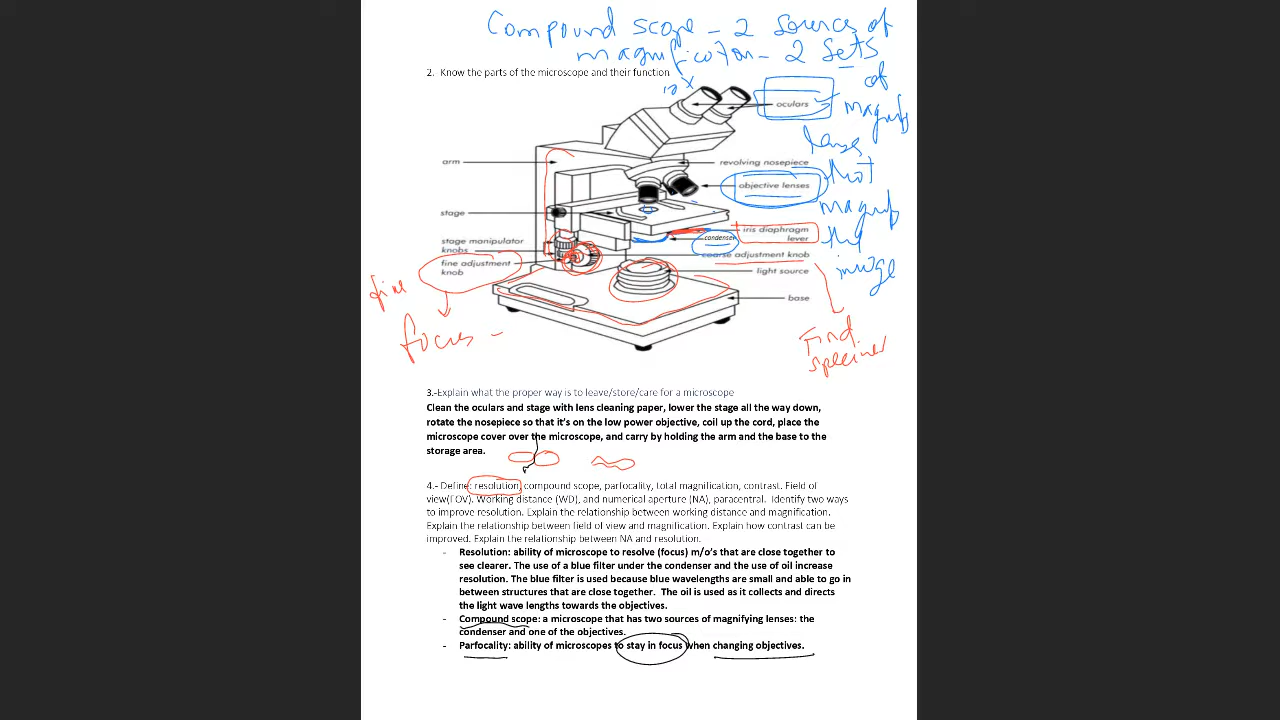 Compound scope - 2 sources of
magnificaton - 2 sets
of
magnify
lense
that
magnify
the
image
2. Know the parts of the microscope and their function
10x
oculars
arm
revolving nosepiece
objective lenses
stage
iris diaphragm
lever
condenser
stage manipulator
knobs
coarse adjustment knob
fine adjustment
knob
light source
base
fine
focus -
Find
specimen
3.-Explain what the proper way is to leave/store/care for a microscope
Clean the oculars and stage with lens cleaning paper, lower the stage all the way down,
rotate the nosepiece so that it's on the low power objective, coil up the cord, place the
microscope cover over the microscope, and carry by holding the arm and the base to the
storage area.
4.- Define: resolution, compound scope, parfocality, total magnification, contrast. Field of
view(FOV). Working distance (WD), and numerical aperture (NA), paracentral.  Identify two ways
to improve resolution. Explain the relationship between working distance and magnification.
Explain the relationship between field of view and magnification. Explain how contrast can be
improved. Explain the relationship between NA and resolution.
- Resolution: ability of microscope to resolve (focus) m/o's that are close together to
see clearer. The use of a blue filter under the condenser and the use of oil increase
resolution. The blue filter is used because blue wavelengths are small and able to go in
between structures that are close together.  The oil is used as it collects and directs
the light wave lengths towards the objectives.
- Compound scope: a microscope that has two sources of magnifying lenses: the
condenser and one of the objectives.
- Parfocality: ability of microscopes to stay in focus when changing objectives.